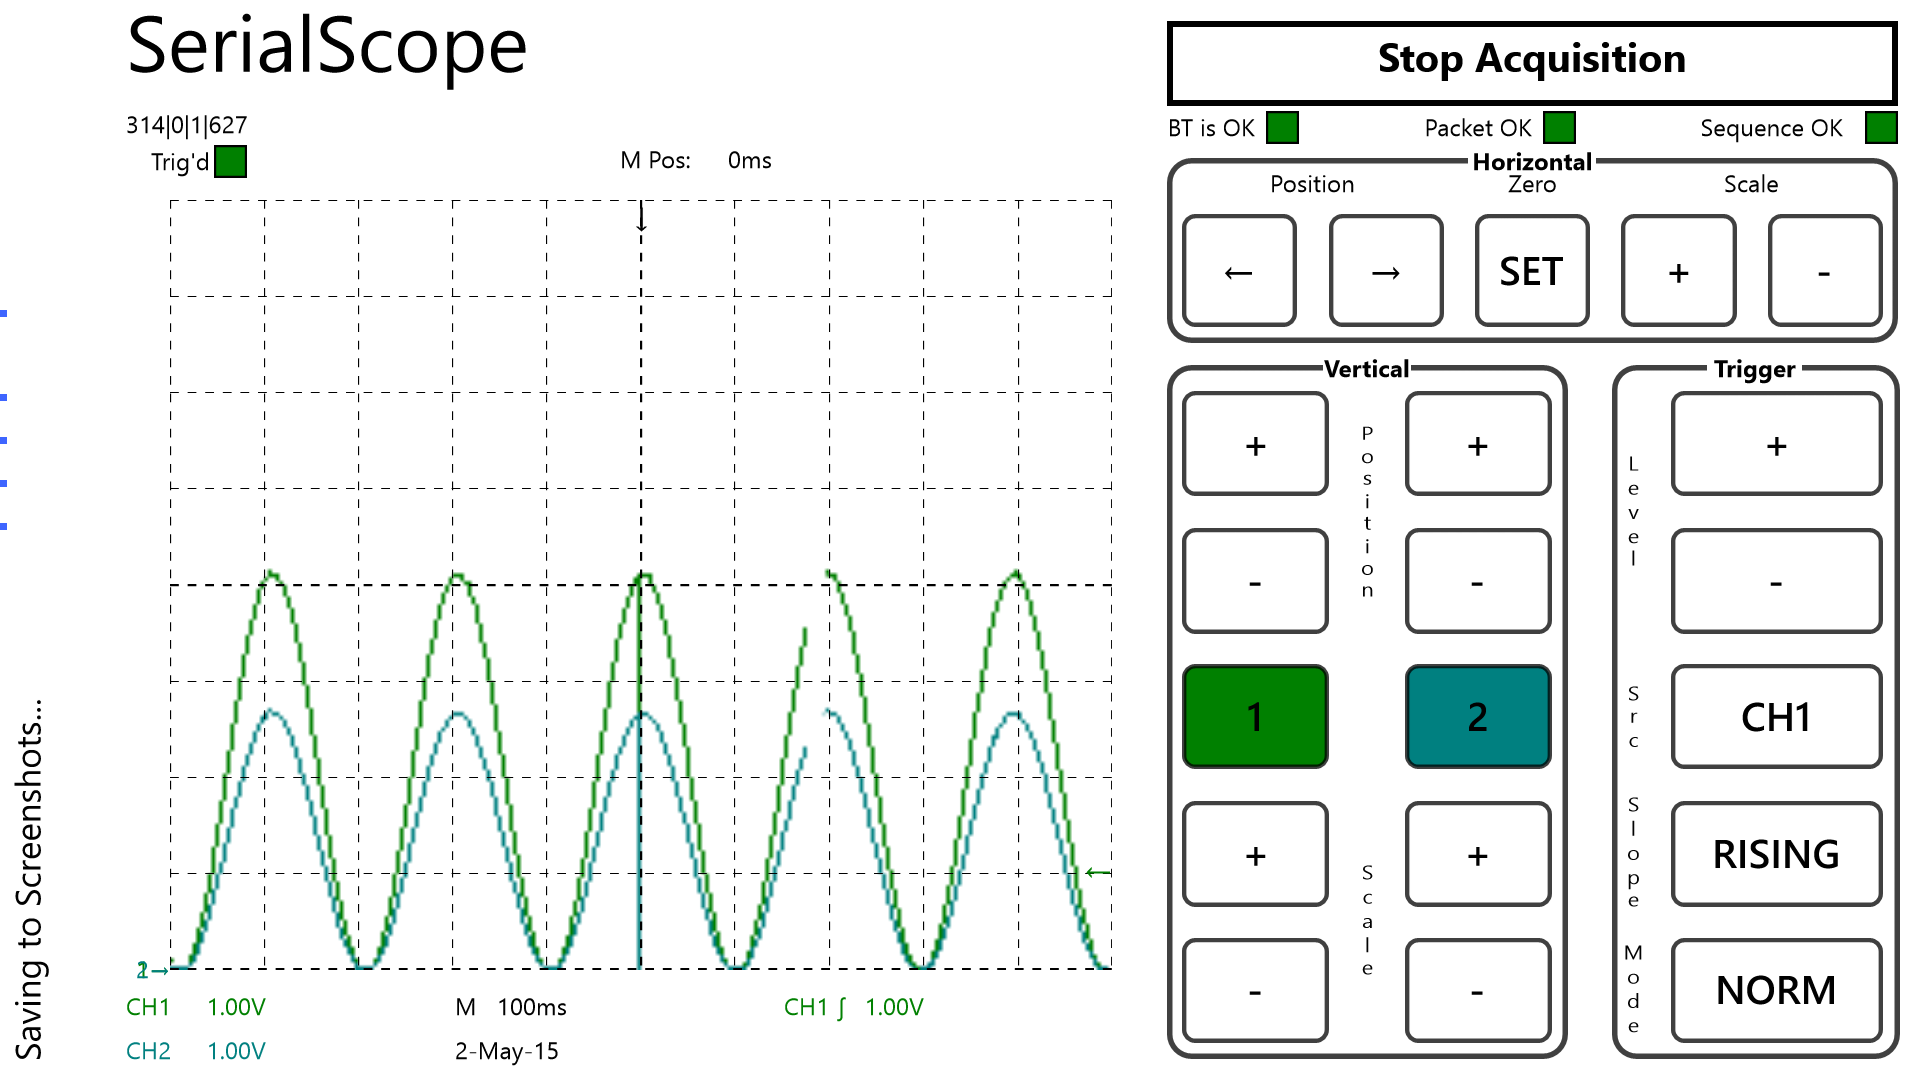 SerialScope
Stop Acquisition
314|0|1|627
BT is OK
Packet OK
Sequence OK
Trig'd
M Pos: 0ms
Horizontal
Position
Zero
Scale
←
→
SET
+
-
Vertical
Trigger
+
Position
+
-
-
1
2
+
Scale
+
-
-
Level
+
-
Src
CH1
Slope
RISING
Mode
NORM
2→
←
CH1 1.00V
M 100ms
CH1 ∫ 1.00V
CH2 1.00V
2-May-15
Saving to Screenshots...